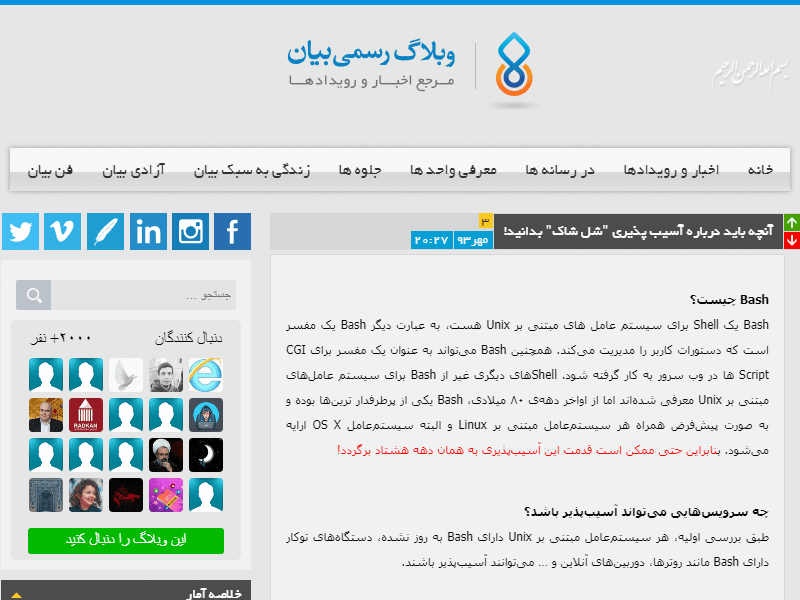 بسم الله الرحمن الرحیم
وبلاگ رسمی بیان
مـرجع اخبـار و رویدادهـا
خانه
اخبار و رویدادها
در رسانه ها
معرفی واحد ها
جلوه ها
زندگی به سبک بیان
آزادی بیان
فن بیان
آنچه باید درباره آسیب پذیری "شل شاک" بدانید!
۳
مهر۹۳
۲۰:۲۷
Bash چیست؟
Bash یک Shell برای سیستم عامل های مبتنی بر Unix هست، به عبارت دیگر Bash یک مفسر
است که دستورات کاربر را مدیریت می‌کند. همچنین Bash می‌تواند به عنوان یک مفسر برای CGI
Script ها در وب سرور به کار گرفته شود. Shellهای دیگری غیر از Bash برای سیستم عامل‌های
مبتنی بر Unix معرفی شده‌اند اما از اواخر دهه‌ی ۸۰ میلادی، Bash یکی از پرطرفدار ترین‌ها بوده و
به صورت پیش‌فرض همراه هر سیستم‌عامل مبتنی بر Linux و البته سیستم‌عامل OS X ارایه
می‌شود. بنابراین حتی ممکن است قدمت این آسیب‌پذیری به همان دهه هشتاد برگردد!
چه سرویس‌هایی می‌تواند آسیب‌پذیر باشد؟
طبق بررسی اولیه، هر سیستم‌عامل مبتنی بر Unix دارای Bash به روز نشده، دستگاه‌های توکار
دارای Bash مانند روترها، دوربین‌های آنلاین و ... می‌توانند آسیب‌پذیر باشند.
جستجو ...
دنبال کنندگان
۲۰۰۰+ نفر
RADKAN
این وبلاگ را دنبال کنید
خلاصه آمار